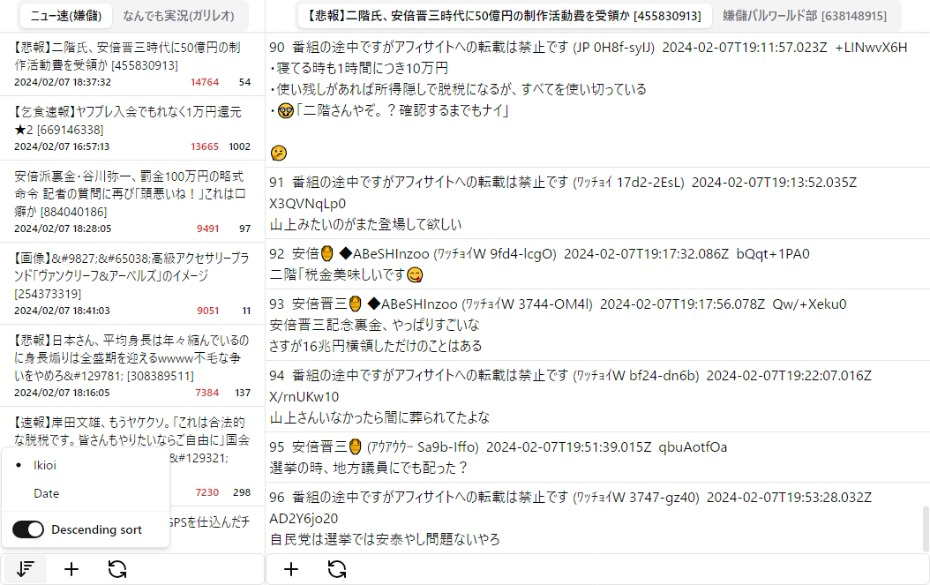 ニュー速(嫌儲)
なんでも実況(ガリレオ)
【悲報】二階氏、安倍晋三時代に50億円の制
作活動費を受領か [455830913]
2024/02/07 18:37:32 14764 54
【乞食速報】ヤフプレ入会でもれなく1万円還元
★2 [669146338]
2024/02/07 16:57:13 13665 1002
安倍派裏金・谷川弥一、罰金100万円の略式
命令 記者の質問に再び「頭悪いね！」これは口
癖か [884040186]
2024/02/07 18:28:05 9491 97
【画像】&#9827;&#65038;高級アクセサリーブラ
ンド「ヴァンクリーフ&アーペルズ」のイメージ
[254373319]
2024/02/07 18:41:03 9051 11
【悲報】日本さん、平均身長は年々縮んでいるの
に身長煽りは全盛期を迎えるwwww不毛な争
いをやめろ&#129781; [308389511]
2024/02/07 18:16:05 7384 137
【速報】岸田文雄、もうヤケクソ。「これは合法的
な脱税です。皆さんもやりたいならご自由に」国会
&#129321;
7230 298
GPSを仕込んだチ
• Ikioi
Date
Descending sort
【悲報】二階氏、安倍晋三時代に50億円の制作活動費を受領か [455830913]
嫌儲パルワールド部 [638148915]
90 番組の途中ですがアフィサイトへの転載は禁止です (JP 0H8f-syIJ) 2024-02-07T19:11:57.023Z +LINwvX6H
・寝てる時も1時間につき10万円
・使い残しがあれば所得隠しで脱税になるが、すべてを使い切っている
・🤓「二階さんやぞ。？確認するまでもナイ」
🫤
91 番組の途中ですがアフィサイトへの転載は禁止です (ﾜｯﾁｮｲ 17d2-2EsL) 2024-02-07T19:13:52.035Z
X3QVNqLp0
山上みたいのがまた登場して欲しい
92 安倍⚱️ ◆ABeSHInzoo (ﾜｯﾁｮｲW 9fd4-lcgO) 2024-02-07T19:17:32.086Z bQqt+1PA0
二階「税金美味しいです😋
93 安倍晋三⚱️ ◆ABeSHInzoo (ﾜｯﾁｮｲW 3744-OM4l) 2024-02-07T19:17:56.078Z Qw/+Xeku0
安倍晋三記念裏金、やっぱりすごいな
さすが16兆円横領しただけのことはある
94 番組の途中ですがアフィサイトへの転載は禁止です (ﾜｯﾁｮｲW bf24-dn6b) 2024-02-07T19:22:07.016Z
X/rnUKw10
山上さんいなかったら闇に葬られてたよな
95 安倍晋三⚱️ (ｱｳｱｳｳｰ Sa9b-Iffo) 2024-02-07T19:51:39.015Z qbuAotfOa
選挙の時、地方議員にでも配った？
96 番組の途中ですがアフィサイトへの転載は禁止です (ﾜｯﾁｮｲW 3747-gz40) 2024-02-07T19:53:28.032Z
AD2Y6jo20
自民党は選挙では安泰やし問題ないやろ